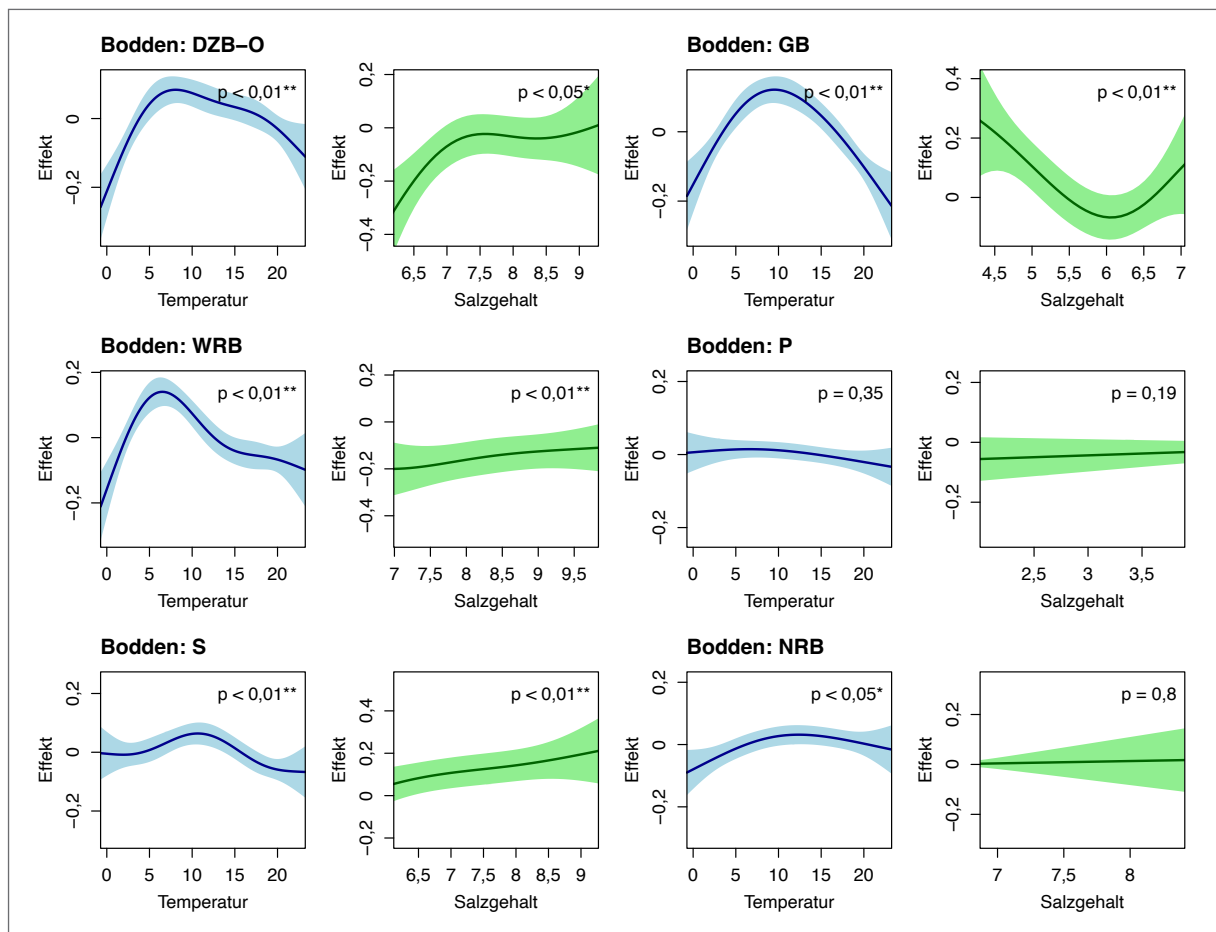 Bodden: DZB–O
Bodden: GB
p < 0,01**
p < 0,05*
p < 0,01**
p < 0,01**
Effekt
−0,2
0
Effekt
−0,4
−0,2
0
0,2
Effekt
−0,2
0
Effekt
0
0,2
0,4
0 5 10 15 20
6,5 7 7,5 8 8,5 9
0 5 10 15 20
4,5 5 5,5 6 6,5 7
Temperatur
Salzgehalt
Temperatur
Salzgehalt
Bodden: WRB
Bodden: P
p < 0,01**
p < 0,01**
p = 0,35
p = 0,19
Effekt
−0,2
0
0,2
Effekt
−0,4
−0,2
0
0,2
Effekt
−0,2
0
0,2
Effekt
−0,2
0
0,2
0 5 10 15 20
7 7,5 8 8,5 9 9,5
0 5 10 15 20
2,5 3 3,5
Temperatur
Salzgehalt
Temperatur
Salzgehalt
Bodden: S
Bodden: NRB
p < 0,01**
p < 0,01**
p < 0,05*
p = 0,8
Effekt
−0,2
0
0,2
Effekt
−0,2
0
0,2
0,4
Effekt
−0,2
0
0,2
Effekt
−0,2
0
0,2
0 5 10 15 20
6,5 7 7,5 8 8,5 9
0 5 10 15 20
7 7,5 8
Temperatur
Salzgehalt
Temperatur
Salzgehalt